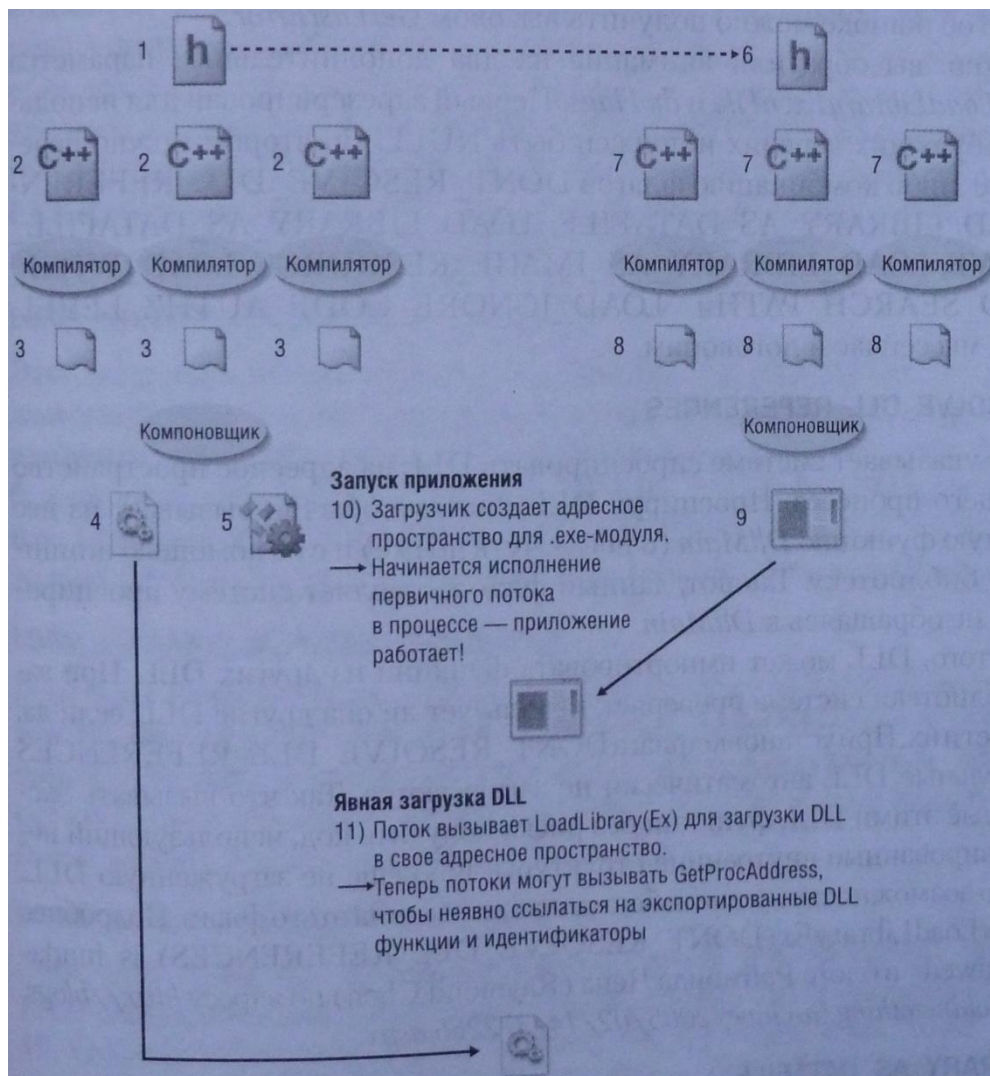 1 h 6 h
2 C++ 2 C++ 2 C++ 7 C++ 7 C++ 7 C++
Компилятор Компилятор Компилятор Компилятор Компилятор Компилятор
3 3 3 8 8 8
Компоновщик Компоновщик
4 5 9
Запуск приложения
10) Загрузчик создает адресное
пространство для .exe-модуля.
Начинается исполнение
первичного потока
в процессе — приложение
работает!
Явная загрузка DLL
11) Поток вызывает LoadLibrary(Ex) для загрузки DLL
в свое адресное пространство.
Теперь потоки могут вызывать GetProcAddress,
чтобы неявно ссылаться на экспортированные DLL
функции и идентификаторы